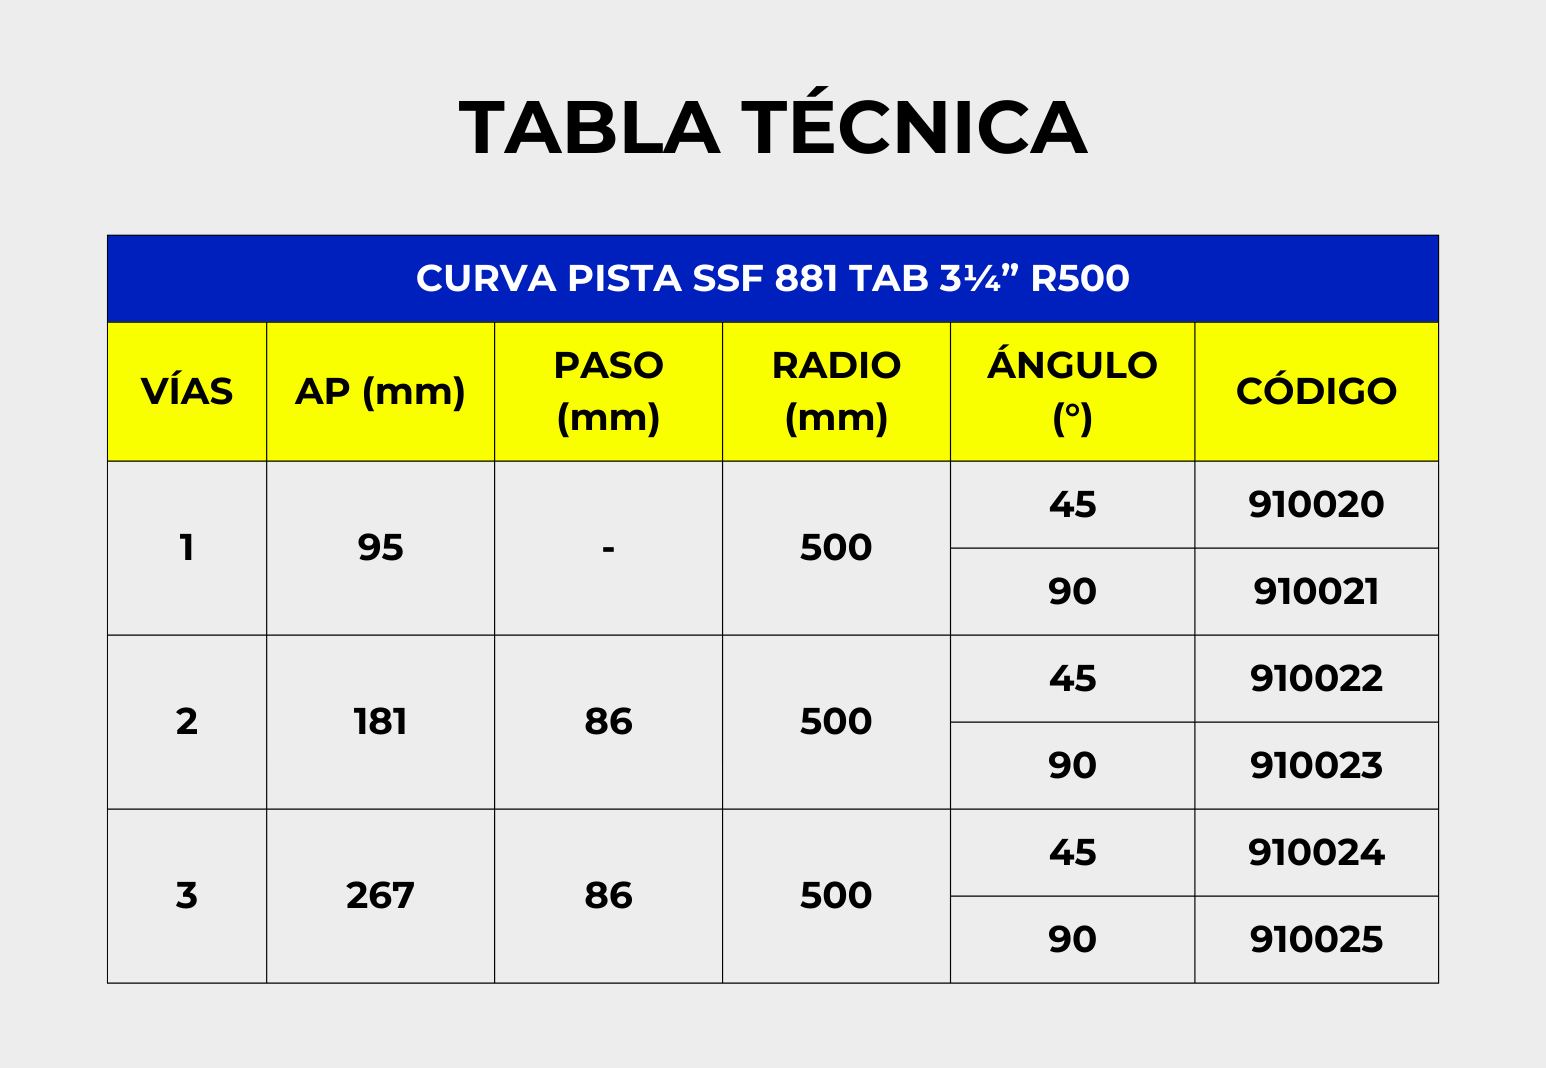 TABLA TÉCNICA
CURVA PISTA SSF 881 TAB 3¼” R500
VÍAS AP (mm) PASO (mm) RADIO (mm) ÁNGULO (°) CÓDIGO
1 95 - 500 45 910020
90 910021
2 181 86 500 45 910022
90 910023
3 267 86 500 45 910024
90 910025